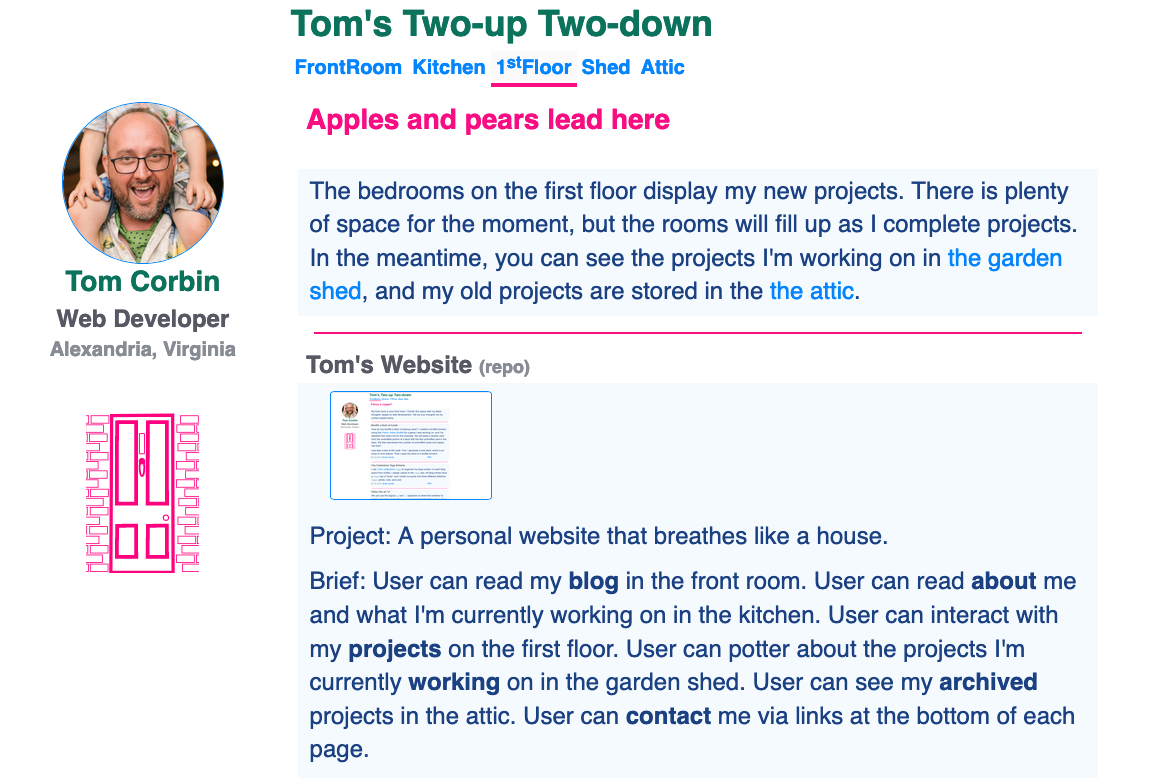 Tom's Two-up Two-down
FrontRoom Kitchen 1stFloor Shed Attic
Apples and pears lead here
The bedrooms on the first floor display my new projects. There is plenty
of space for the moment, but the rooms will fill up as I complete projects.
In the meantime, you can see the projects I'm working on in the garden
shed, and my old projects are stored in the the attic.
Tom Corbin
Web Developer
Alexandria, Virginia
Tom's Website (repo)
Project: A personal website that breathes like a house.
Brief: User can read my blog in the front room. User can read about me
and what I'm currently working on in the kitchen. User can interact with
my projects on the first floor. User can potter about the projects I'm
currently working on in the garden shed. User can see my archived
projects in the attic. User can contact me via links at the bottom of each
page.